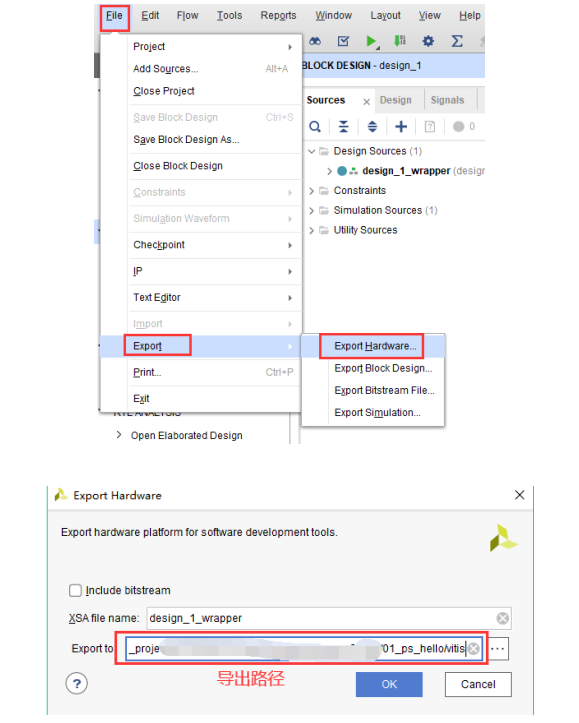 File Edit Flow Tools Reports Window Layout View Help
Project
Add Sources... Alt+A
Close Project
Save Block Design Ctrl+S
Save Block Design As...
Close Block Design
Constraints
Simulation Waveform
Checkpoint
IP
Text Editor
Import
Export
Print... Ctrl+P
Exit
BLOCK DESIGN - design_1
Sources Design Signals
0
Design Sources (1)
design_1_wrapper (desigr
Constraints
Simulation Sources (1)
Utility Sources
Export Hardware...
Export Block Design...
Export Bitstream File...
Export Simulation...
RTL ANALYSIS
Open Elaborated Design
Export Hardware
Export hardware platform for software development tools.
Include bitstream
XSA file name: design_1_wrapper
Export to: _proje /01_ps_hello/vitis
导出路径
? OK Cancel